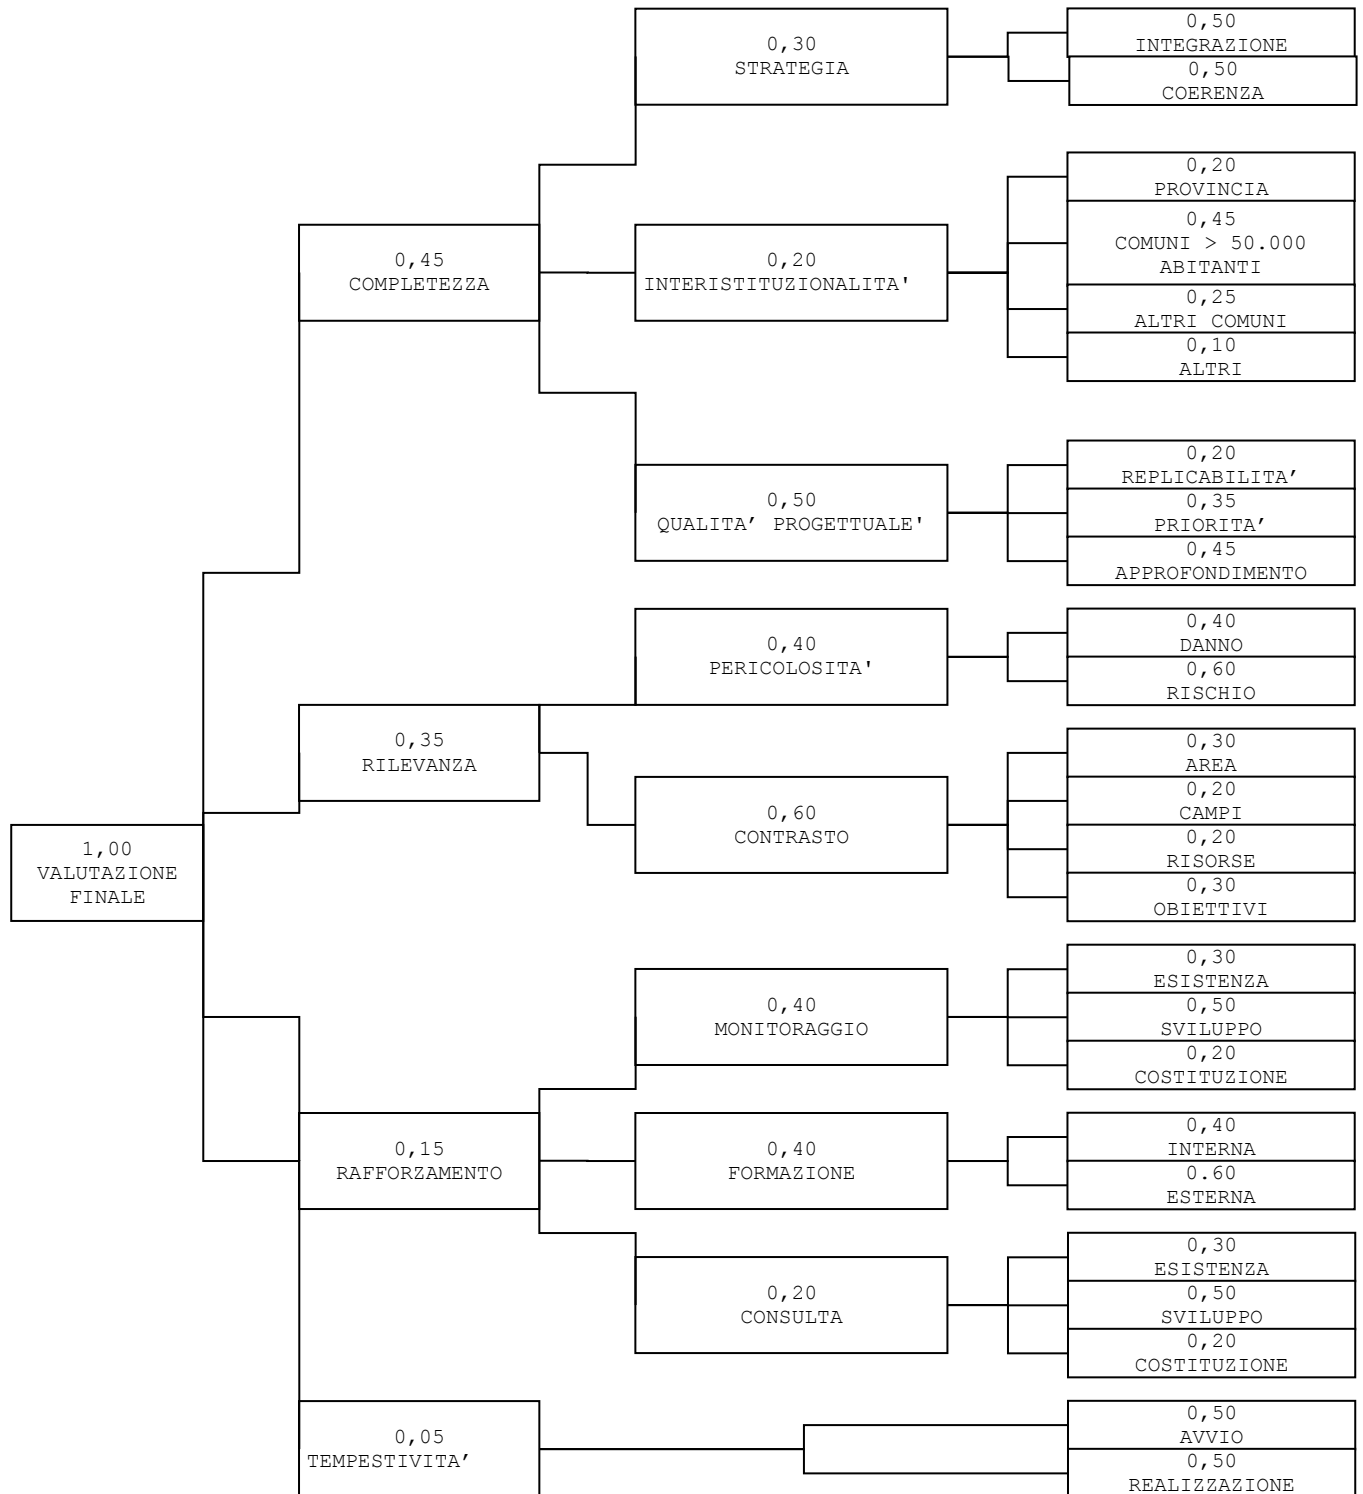 0,30
STRATEGIA
0,50
INTEGRAZIONE
0,50
COERENZA
0,45
COMPLETEZZA
0,20
INTERISTITUZIONALITA'
0,20
PROVINCIA
0,45
COMUNI > 50.000
ABITANTI
0,25
ALTRI COMUNI
0,10
ALTRI
0,50
QUALITA’ PROGETTUALE'
0,20
REPLICABILITA’
0,35
PRIORITA’
0,45
APPROFONDIMENTO
0,40
PERICOLOSITA'
0,40
DANNO
0,60
RISCHIO
0,35
RILEVANZA
0,60
CONTRASTO
0,30
AREA
0,20
CAMPI
0,20
RISORSE
0,30
OBIETTIVI
1,00
VALUTAZIONE
FINALE
0,40
MONITORAGGIO
0,30
ESISTENZA
0,50
SVILUPPO
0,20
COSTITUZIONE
0,15
RAFFORZAMENTO
0,40
FORMAZIONE
0,40
INTERNA
0.60
ESTERNA
0,20
CONSULTA
0,30
ESISTENZA
0,50
SVILUPPO
0,20
COSTITUZIONE
0,05
TEMPESTIVITA’
0,50
AVVIO
0,50
REALIZZAZIONE